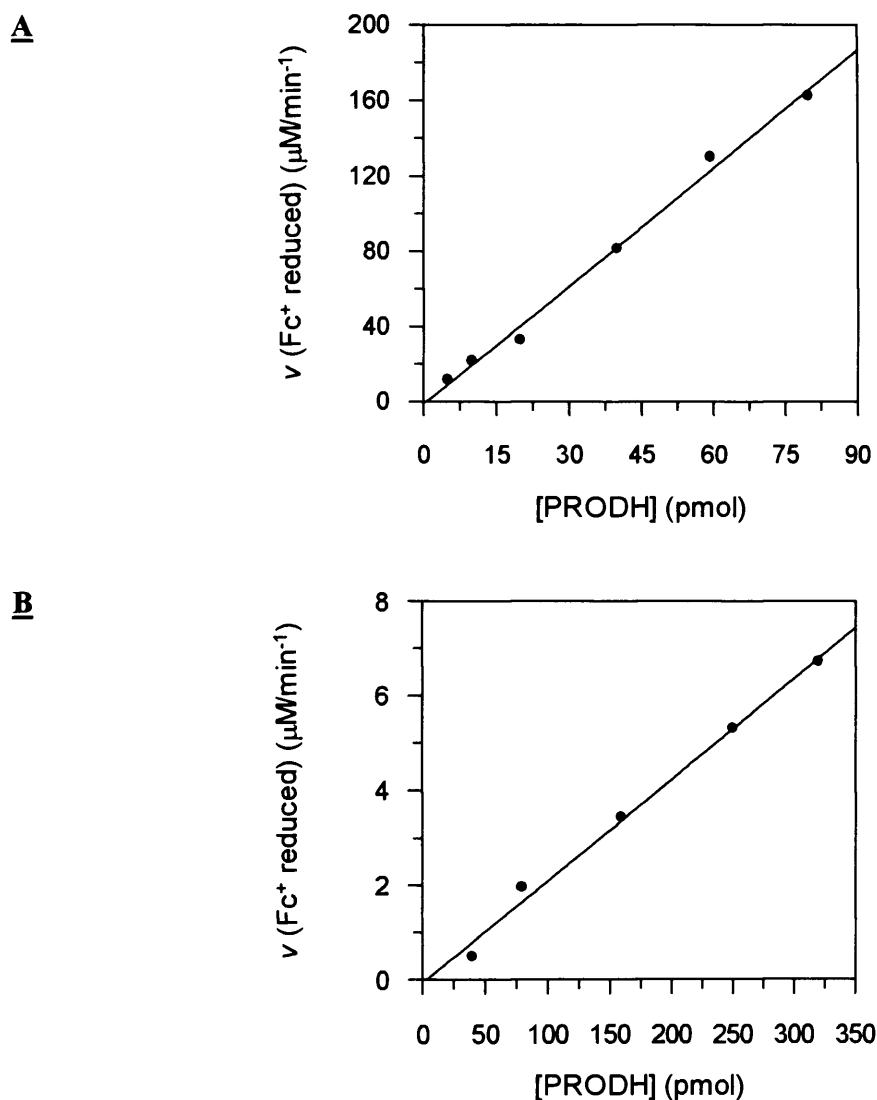 A
200
160
120
80
40
0
v (Fc⁺ reduced) (µM/min⁻¹)
0 15 30 45 60 75 90
[PRODH] (pmol)
B
8
6
4
2
0
v (Fc⁺ reduced) (µM/min⁻¹)
0 50 100 150 200 250 300 350
[PRODH] (pmol)